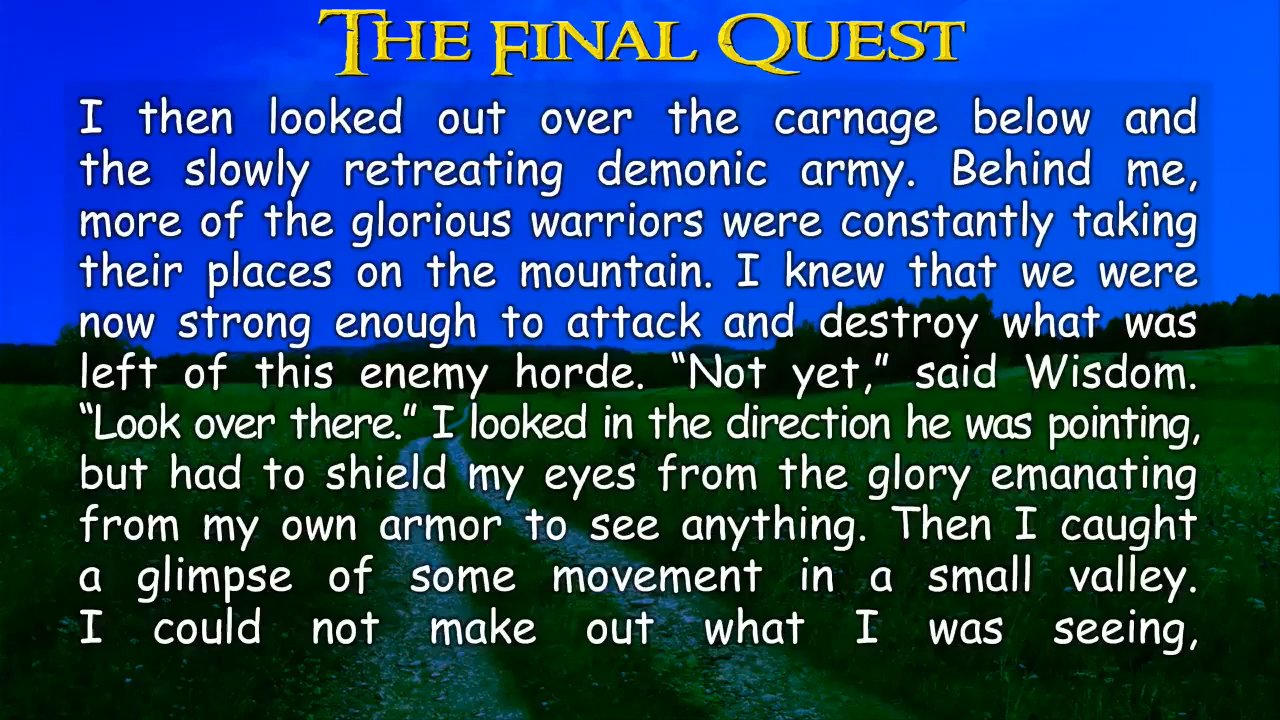 The Final Quest
I then looked out over the carnage below and
the slowly retreating demonic army. Behind me,
more of the glorious warriors were constantly taking
their places on the mountain. I knew that we were
now strong enough to attack and destroy what was
left of this enemy horde. “Not yet,” said Wisdom.
“Look over there.” I looked in the direction he was pointing,
but had to shield my eyes from the glory emanating
from my own armor to see anything. Then I caught
a glimpse of some movement in a small valley.
I could not make out what I was seeing,